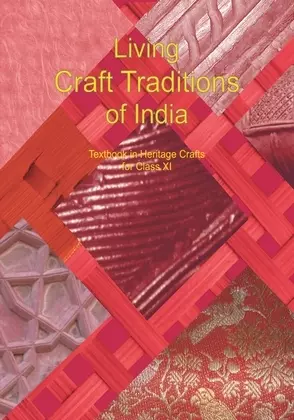 Living
Craft Traditions
of India
Textbook in Heritage Crafts
for Class XI